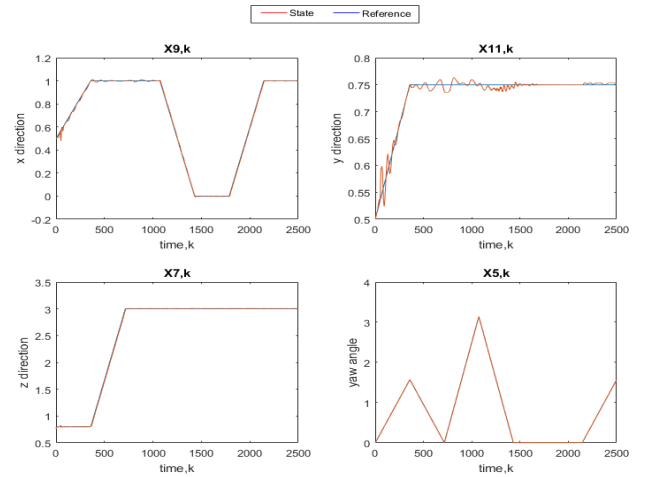 State Reference
X9,k
1.2
1
0.8
0.6
0.4
0.2
0
-0.2
x direction
0 500 1000 1500 2000 2500
time,k
X11,k
0.8
0.75
0.7
0.65
0.6
0.55
0.5
y direction
0 500 1000 1500 2000 2500
time,k
X7,k
3.5
3
2.5
2
1.5
1
0.5
z direction
0 500 1000 1500 2000 2500
time,k
X5,k
4
3
2
1
0
yaw angle
0 500 1000 1500 2000 2500
time,k